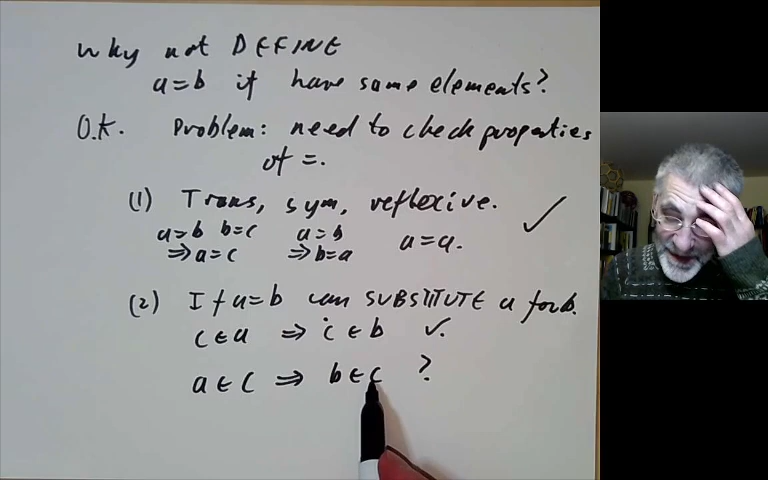 Why not DEFINE
a=b if have same elements?
O.K. Problem: need to check properties
of =.
(1) Trans, sym, reflexive. ✓
a=b b=c a=b a=a.
⇒a=c ⇒b=a
(2) If a=b can SUBSTITUTE a for b.
c∈a ⇒ c∈b ✓.
a∈c ⇒ b∈c ?